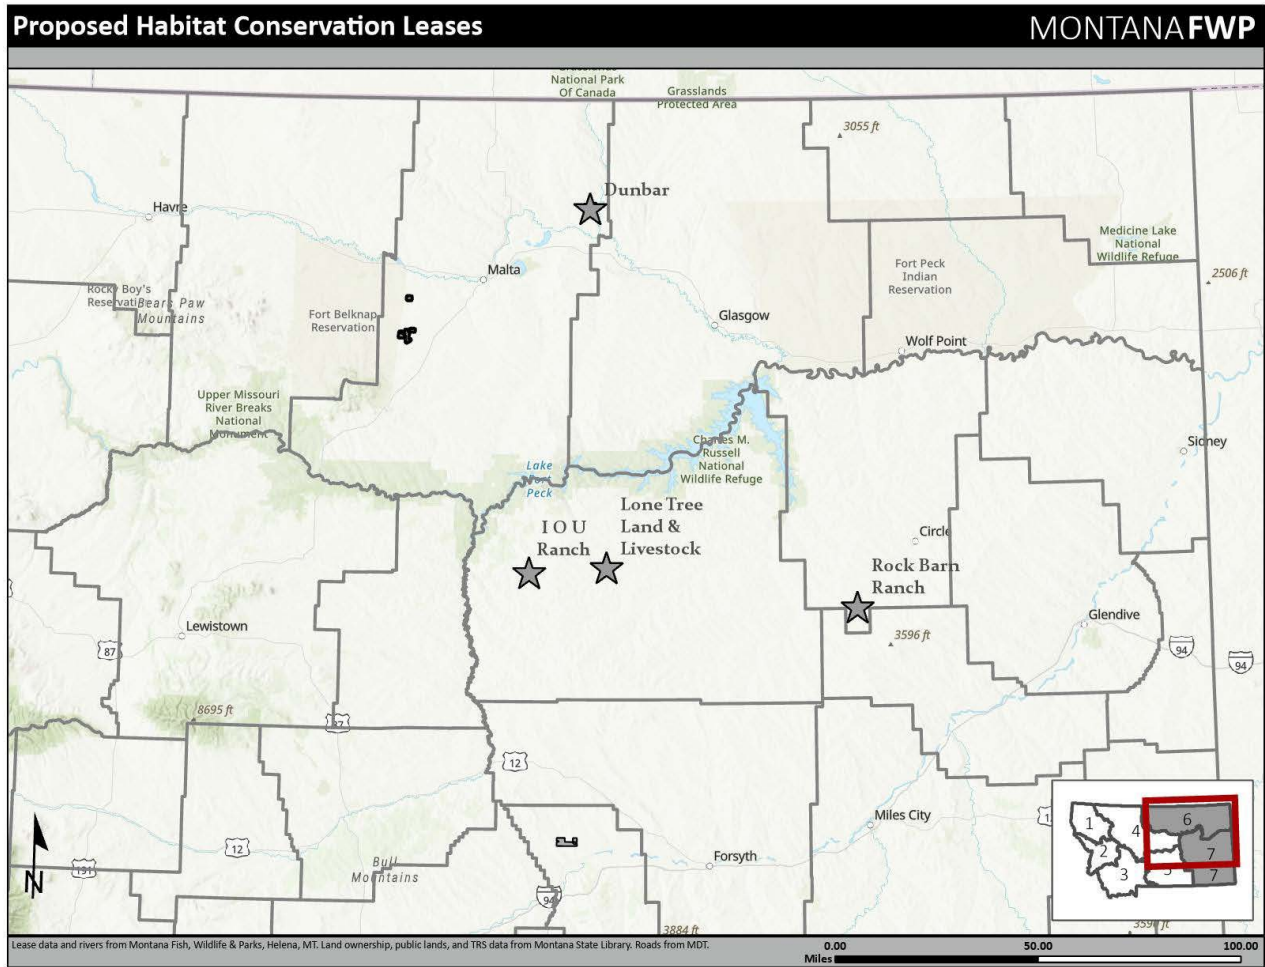 Proposed Habitat Conservation Leases
MONTANA FWP
Grasslands
National Park
Of Canada
Grasslands
Protected Area
3055 ft
Dunbar
Havre
Medicine Lake
National
Wildlife Refuge
Malta
Fort Peck
Indian
Reservation
2506 ft
Rocky Boy's
Reservation
Bears Paw
Mountains
Fort Belknap
Reservation
Glasgow
Wolf Point
Upper Missouri
River Breaks
National
Monument
Charles M.
Russell
National
Wildlife Refuge
Sidney
Lake
Fort
Peck
I O U
Ranch
Lone Tree
Land &
Livestock
Circle
Rock Barn
Ranch
Lewistown
Glendive
87
3596 ft
94
94
8695 ft
87
12
Miles City
12
Forsyth
Bull
Mountains
191
94
3884 ft
1
2
3
4
5
6
7
7
N
Lease data and rivers from Montana Fish, Wildlife & Parks, Helena, MT. Land ownership, public lands, and TRS data from Montana State Library. Roads from MDT.
0.00 50.00 100.00
Miles